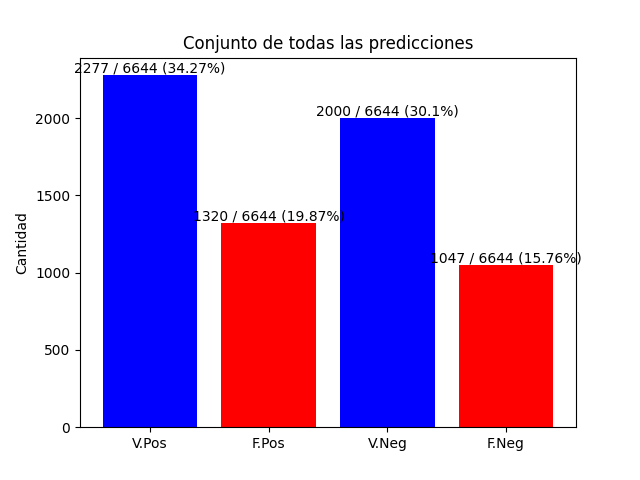 Conjunto de todas las predicciones
2277 / 6644 (34.27%)
2000 / 6644 (30.1%)
1320 / 6644 (19.87%)
1047 / 6644 (15.76%)
Cantidad
2000
1500
1000
500
0
V.Pos
F.Pos
V.Neg
F.Neg